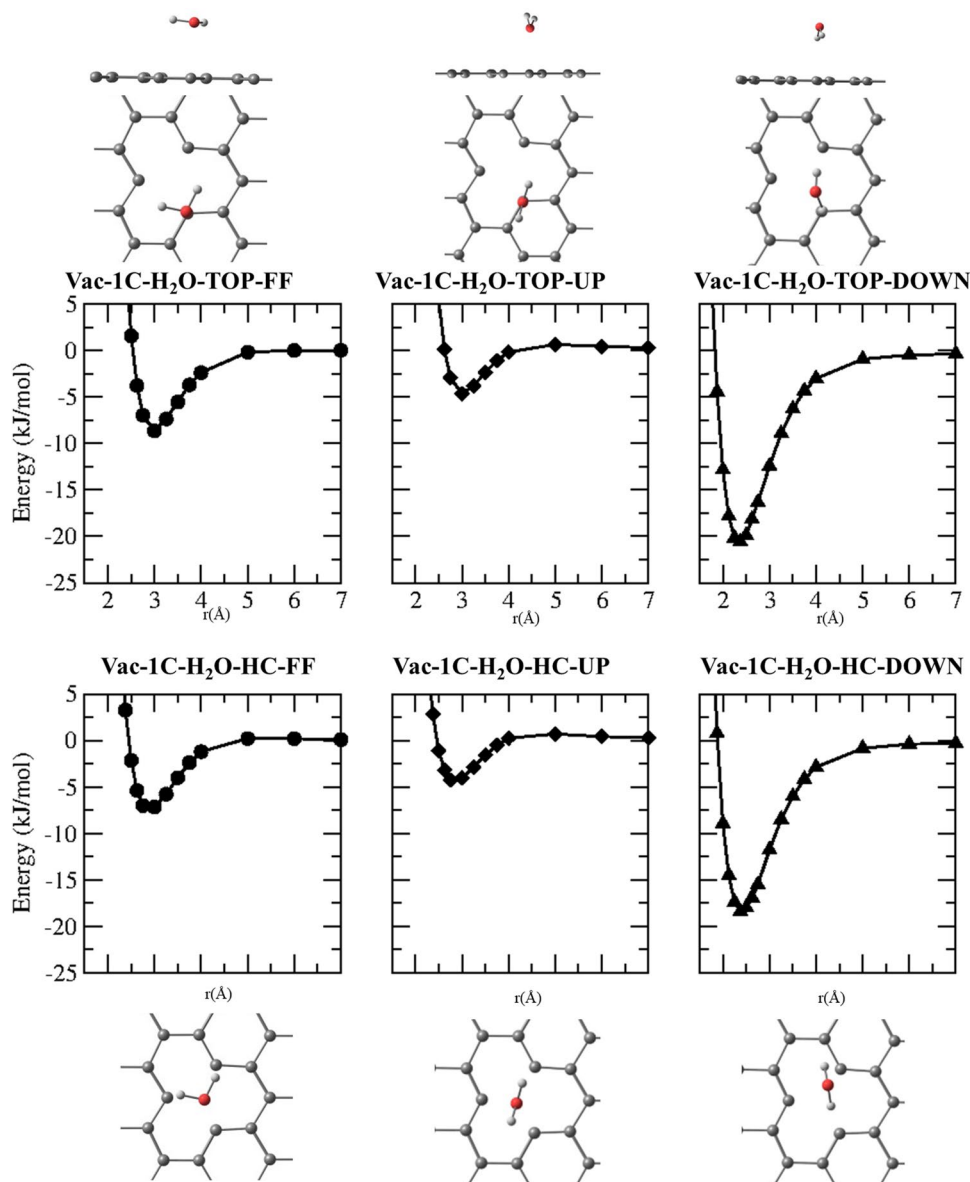 Vac-1C-H₂O-TOP-FF Vac-1C-H₂O-TOP-UP Vac-1C-H₂O-TOP-DOWN
5
0
-5
-10
-15
-20
-25
Energy (kJ/mol)
2 3 4 5 6 7 2 3 4 5 6 7 2 3 4 5 6 7
r(Å) r(Å) r(Å)
Vac-1C-H₂O-HC-FF Vac-1C-H₂O-HC-UP Vac-1C-H₂O-HC-DOWN
5
0
-5
-10
-15
-20
-25
Energy (kJ/mol)
r(Å) r(Å) r(Å)